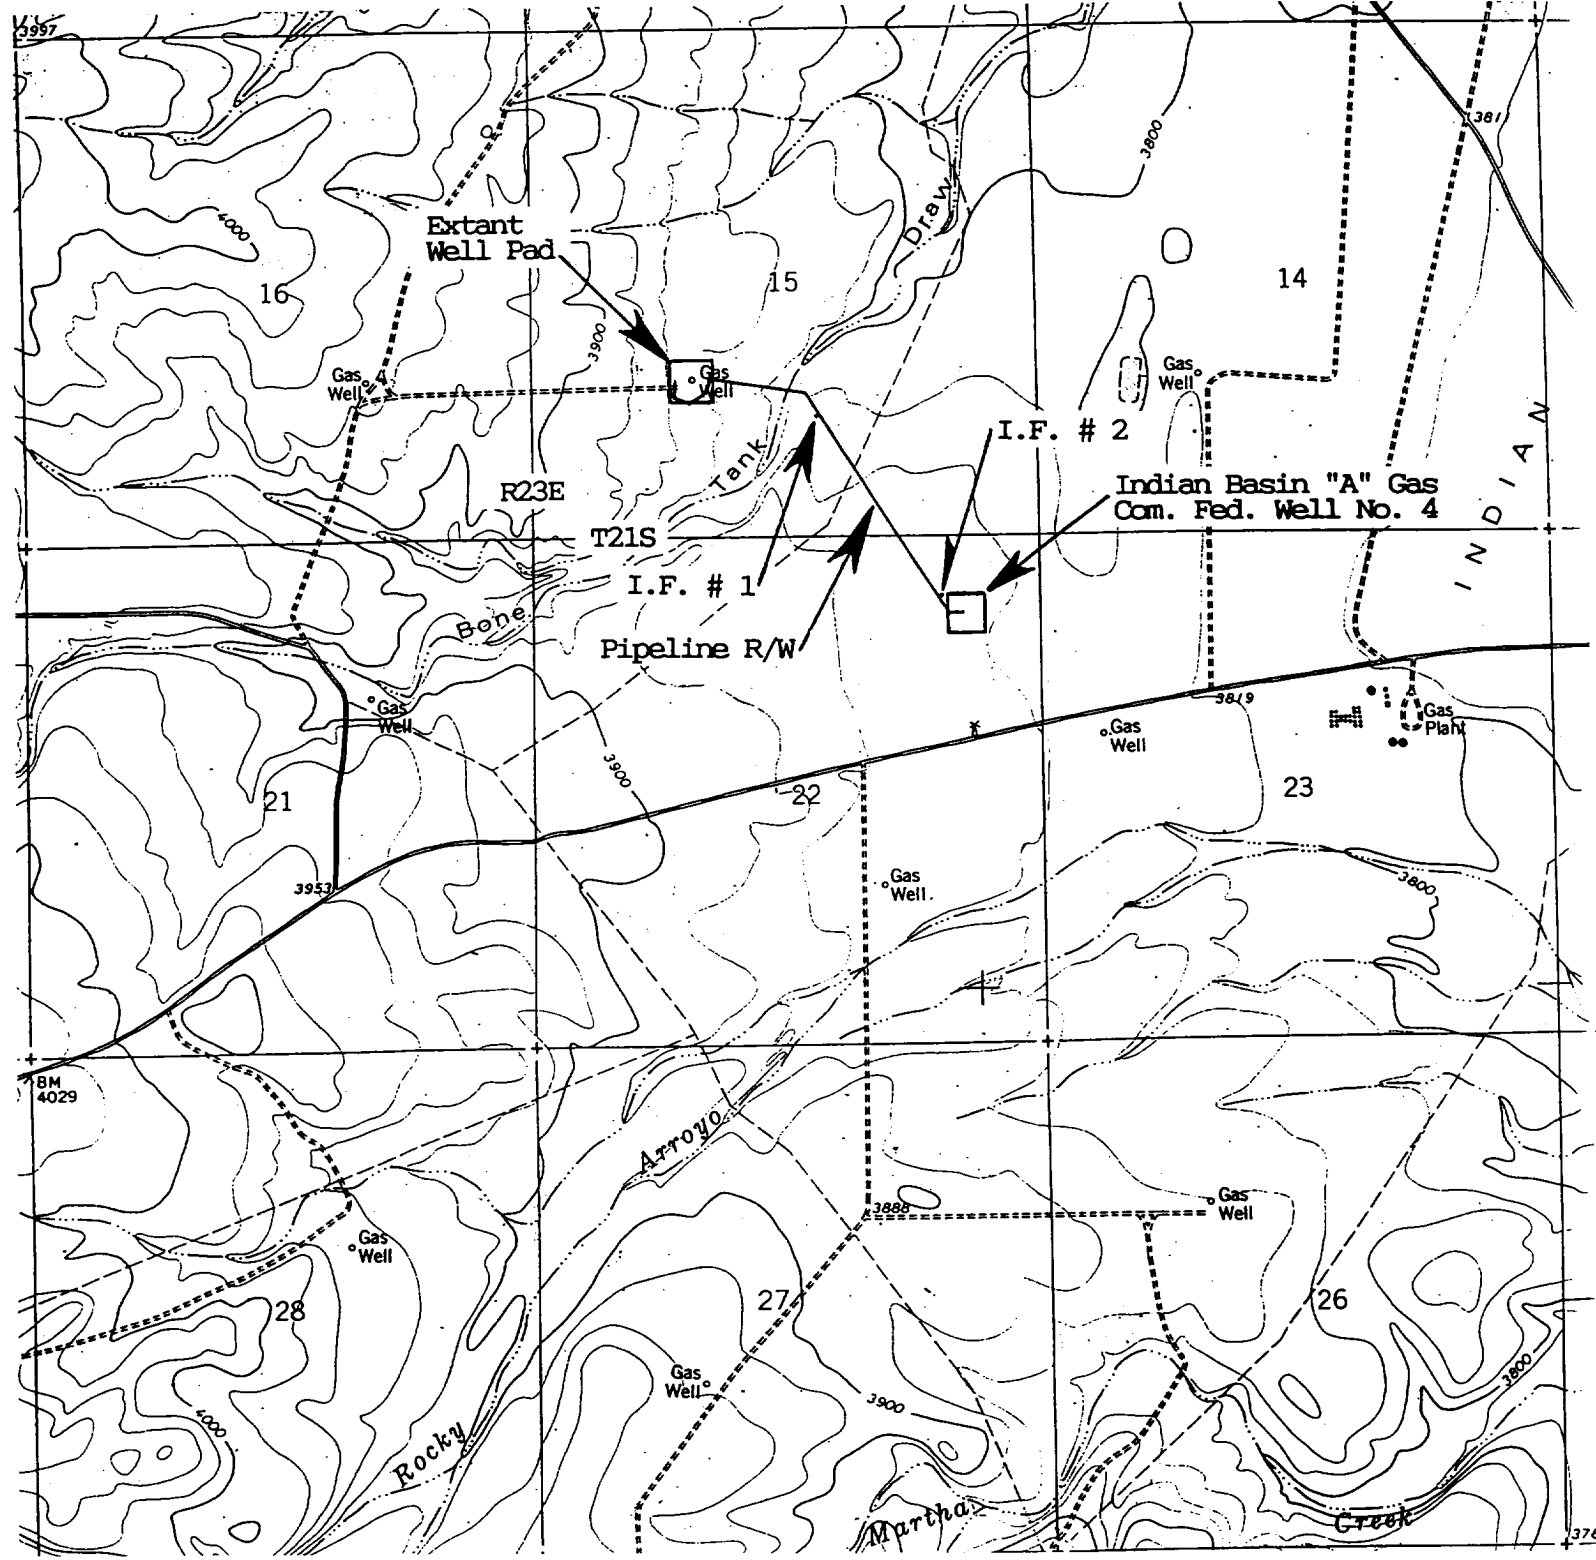 3997
381
3800
Draw
Extant
Well Pad
4000
16
15
14
3900
Gas
Well
Gas
Well
Gas
Well
I.F. # 2
INDIAN
Tank
R23E
Indian Basin "A" Gas
Com. Fed. Well No. 4
T21S
I.F. # 1
Bone
Pipeline R/W
3819
Gas
Well
Gas
Well
Gas
Plant
3900
21
22
23
3953
Gas
Well
3800
BM
4029
Arroyo
3888
Gas
Well
Gas
Well
28
27
26
Gas
Well
3800
3900
4000
Rocky
Martha
Creek
376